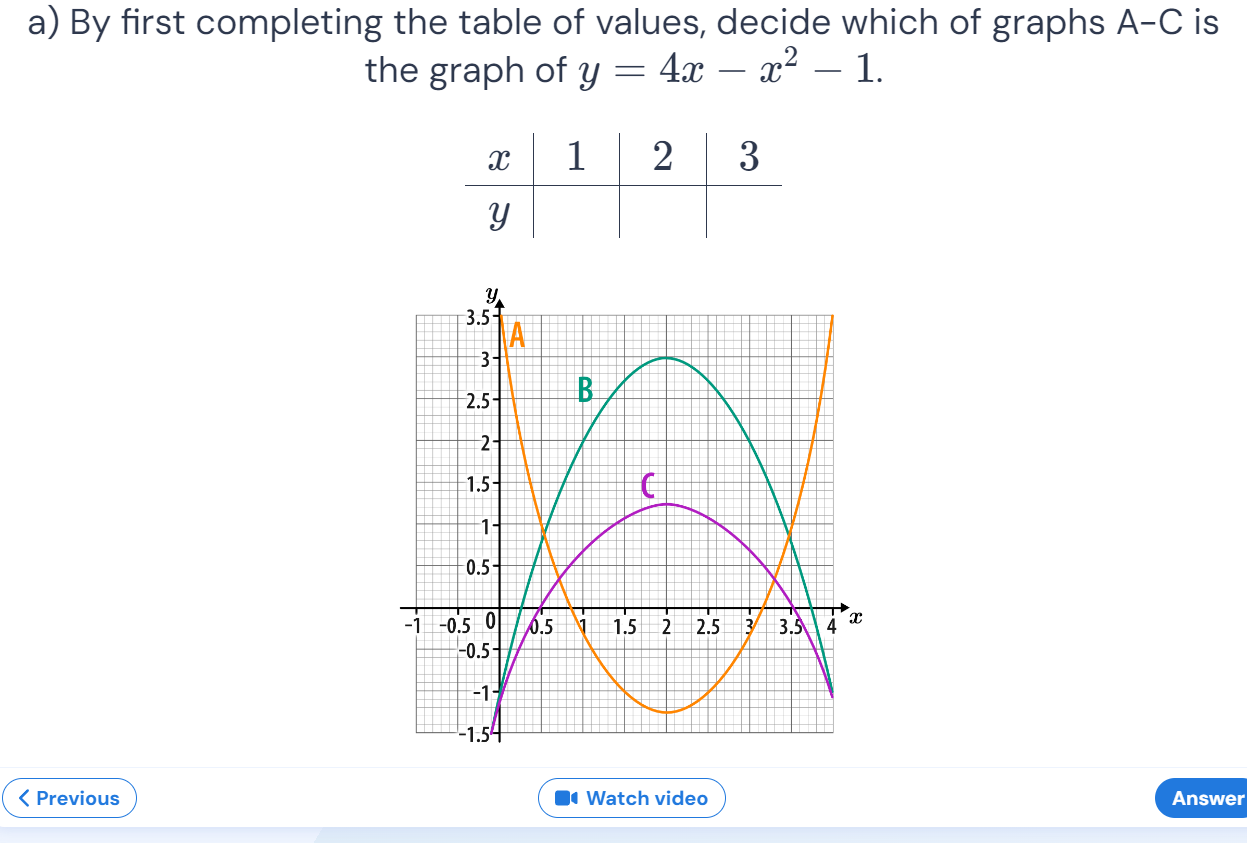 a) By first completing the table of values, decide which of graphs A–C is
the graph of y = 4x − x² − 1.
x 1 2 3
y
y
3.5
A
3
B
2.5
2
1.5
C
1
0.5
-1 -0.5 0 0.5 1 1.5 2 2.5 3 3.5 4 x
-0.5
-1
-1.5
Previous Watch video Answer